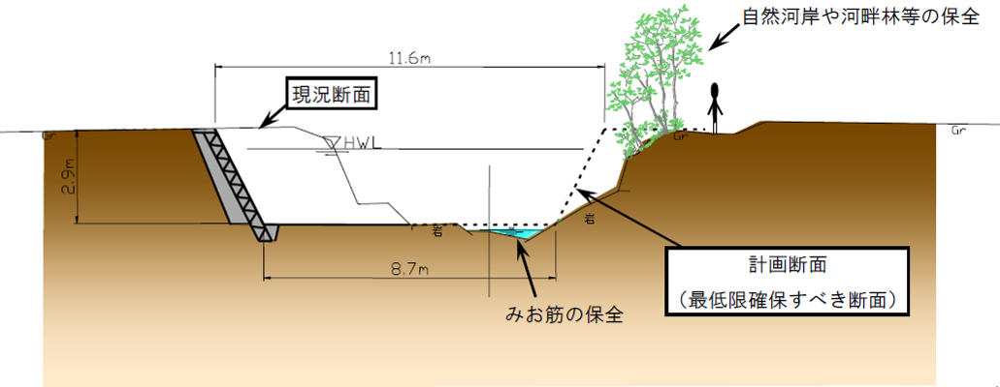 自然河岸や河畔林等の保全
11.6m
現況断面
HWL
Gr
Gr
Gr
2.9m
8.7m
計画断面
（最低限確保すべき断面）
みお筋の保全